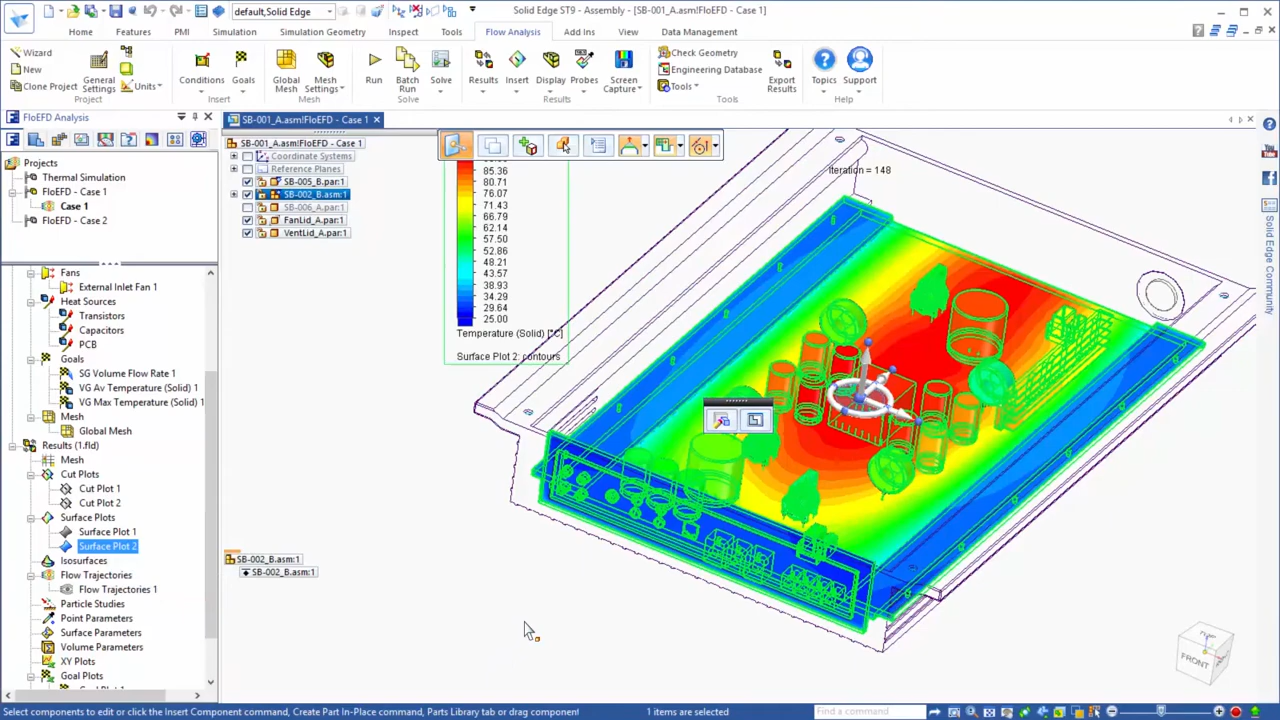 default,Solid Edge
Solid Edge ST9 - Assembly - [SB-001_A.asm!FloEFD - Case 1]
Home
Features
PMI
Simulation
Simulation Geometry
Inspect
Tools
Flow Analysis
Add Ins
View
Data Management
Wizard
New
Clone Project
General Settings
Units
Project
Conditions
Goals
Insert
Global Mesh
Mesh Settings
Mesh
Run
Batch Run
Solve
Solve
Results
Insert
Display
Probes
Screen Capture
Results
Check Geometry
Engineering Database
Tools
Export Results
Tools
Topics
Support
Help
FloEFD Analysis
SB-001_A.asm!FloEFD - Case 1
Projects
Thermal Simulation
FloEFD - Case 1
Case 1
FloEFD - Case 2
Fans
External Inlet Fan 1
Heat Sources
Transistors
Capacitors
PCB
Goals
SG Volume Flow Rate 1
VG Av Temperature (Solid) 1
VG Max Temperature (Solid) 1
Mesh
Global Mesh
Results (1.fld)
Mesh
Cut Plots
Cut Plot 1
Cut Plot 2
Surface Plots
Surface Plot 1
Surface Plot 2
Isosurfaces
Flow Trajectories
Flow Trajectories 1
Particle Studies
Point Parameters
Surface Parameters
Volume Parameters
XY Plots
Goal Plots
SB-001_A.asm!FloEFD - Case 1
Coordinate Systems
Reference Planes
SB-005_B.par:1
SB-002_B.asm:1
SB-006_A.par:1
FanLid_A.par:1
VentLid_A.par:1
SB-002_B.asm:1
SB-002_B.asm:1
85.36
80.71
76.07
71.43
66.79
62.14
57.50
52.86
48.21
43.57
38.93
34.29
29.64
25.00
Temperature (Solid) [°C]
Surface Plot 2: contours
Iteration = 148
FRONT
Solid Edge Community
Select components to edit or click the Insert Component command, Create Part In-Place command, Parts Library tab or drag component
1 items are selected
Find a command